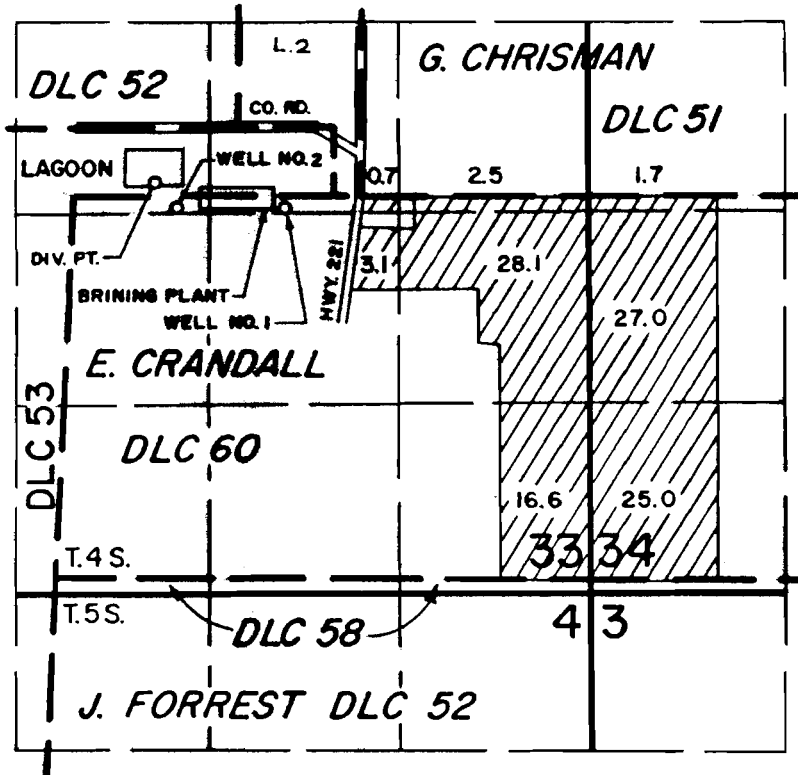 L.2
G. CHRISMAN
DLC 52
CO. RD.
DLC 51
LAGOON
WELL NO. 2
0.7
2.5
1.7
DIV. PT.
3.1
28.1
BRINING PLANT
HWY. 221
WELL NO. 1
27.0
E. CRANDALL
DLC 53
DLC 60
16.6
25.0
33 34
T. 4 S.
T. 5 S.
DLC 58
4 3
J. FORREST DLC 52